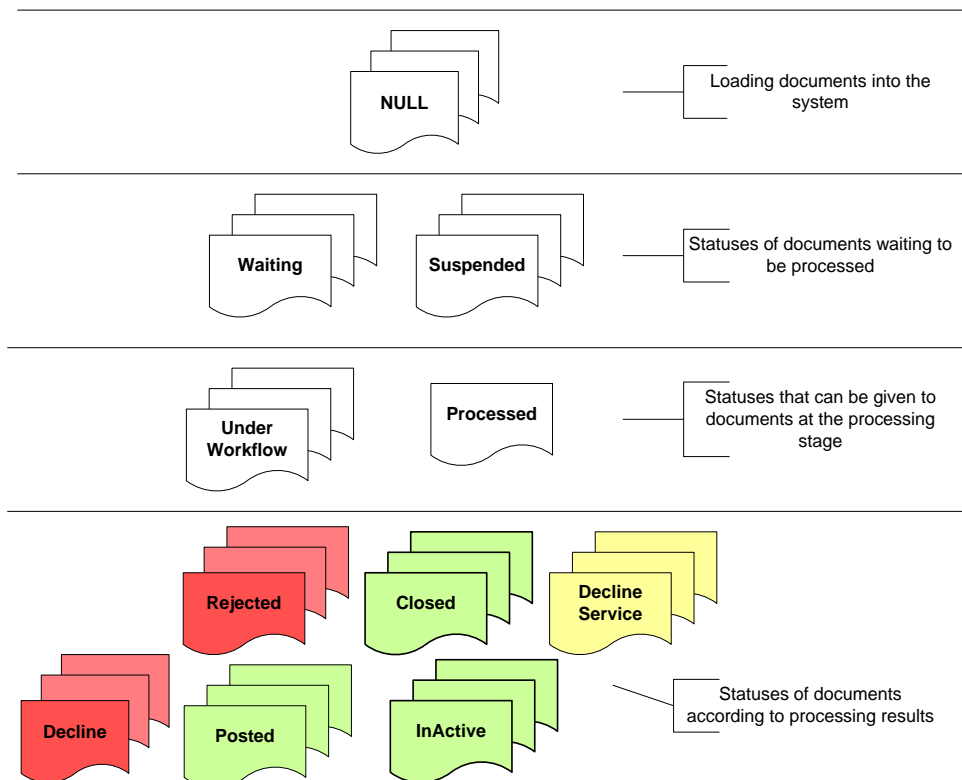 NULL
Loading documents into the
system
Waiting
Suspended
Statuses of documents waiting to
be processed
Under
Workflow
Processed
Statuses that can be given to
documents at the processing
stage
Rejected
Closed
Decline
Service
Decline
Posted
InActive
Statuses of documents
according to processing results